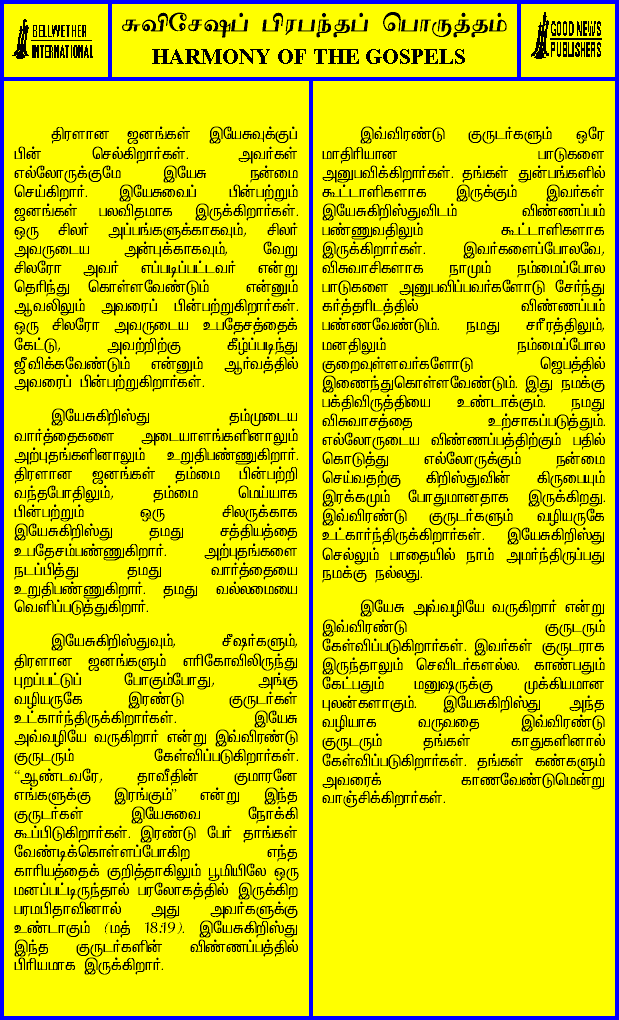 BELLWETHER
INTERNATIONAL
சுவிசேஷப் பிரபந்தப் பொருத்தம்
HARMONY OF THE GOSPELS
GOOD NEWS
PUBLISHERS
திரளான ஜனங்கள் இயேசுவுக்குப்
பின் செல்கிறார்கள். அவர்கள்
எல்லோருக்குமே இயேசு நன்மை
செய்கிறார். இயேசுவைப் பின்பற்றும்
ஜனங்கள் பலவிதமாக இருக்கிறார்கள்.
ஒரு சிலர் அப்பங்களுக்காகவும், சிலர்
அவருடைய அன்புக்காகவும், வேறு
சிலரோ அவர் எப்படிப்பட்டவர் என்று
தெரிந்து கொள்ளவேண்டும் என்னும்
ஆவலிலும் அவரைப் பின்பற்றுகிறார்கள்.
ஒரு சிலரோ அவருடைய உபதேசத்தைக்
கேட்டு, அவற்றிற்கு கீழ்ப்படிந்து
ஜீவிக்கவேண்டும் என்னும் ஆர்வத்தில்
அவரைப் பின்பற்றுகிறார்கள்.
இயேசுகிறிஸ்து தம்முடைய
வார்த்தைகளை அடையாளங்களினாலும்
அற்புதங்களினாலும் உறுதிபண்ணுகிறார்.
திரளான ஜனங்கள் தம்மை பின்பற்றி
வந்தபோதிலும், தம்மை மெய்யாக
பின்பற்றும் ஒரு சிலருக்காக
இயேசுகிறிஸ்து தமது சத்தியத்தை
உபதேசம்பண்ணுகிறார். அற்புதங்களை
நடப்பித்து தமது வார்த்தையை
உறுதிபண்ணுகிறார். தமது வல்லமையை
வெளிப்படுத்துகிறார்.
இயேசுகிறிஸ்துவும், சீஷர்களும்,
திரளான ஜனங்களும் எரிகோவிலிருந்து
புறப்பட்டுப் போகும்போது, அங்கு
வழியருகே இரண்டு குருடர்கள்
உட்கார்ந்திருக்கிறார்கள். இயேசு
அவ்வழியே வருகிறார் என்று இவ்விரண்டு
குருடரும் கேள்விப்படுகிறார்கள்.
“ஆண்டவரே, தாவீதின் குமாரனே
எங்களுக்கு இரங்கும்” என்று இந்த
குருடர்கள் இயேசுவை நோக்கி
கூப்பிடுகிறார்கள். இரண்டு பேர் தாங்கள்
வேண்டிக்கொள்ளப்போகிற எந்த
காரியத்தைக் குறித்தாகிலும் பூமியிலே ஒரு
மனப்பட்டிருந்தால் பரலோகத்தில் இருக்கிற
பரமபிதாவினால் அது அவர்களுக்கு
உண்டாகும் (மத் 18:19). இயேசுகிறிஸ்து
இந்த குருடர்களின் விண்ணப்பத்தில்
பிரியமாக இருக்கிறார்.
இவ்விரண்டு குருடர்களும் ஒரே
மாதிரியான பாடுகளை
அனுபவிக்கிறார்கள். தங்கள் துன்பங்களில்
கூட்டாளிகளாக இருக்கும் இவர்கள்
இயேசுகிறிஸ்துவிடம் விண்ணப்பம்
பண்ணுவதிலும் கூட்டாளிகளாக
இருக்கிறார்கள். இவர்களைப்போலவே,
விசுவாசிகளாக நாமும் நம்மைப்போல
பாடுகளை அனுபவிப்பவர்களோடு சேர்ந்து
கர்த்தரிடத்தில் விண்ணப்பம்
பண்ணவேண்டும். நமது சரீரத்திலும்,
மனதிலும் நம்மைப்போல
குறைவுள்ளவர்களோடு ஜெபத்தில்
இணைந்துகொள்ளவேண்டும். இது நமக்கு
பக்திவிருத்தியை உண்டாக்கும். நமது
விசுவாசத்தை உற்சாகப்படுத்தும்.
எல்லோருடைய விண்ணப்பத்திற்கும் பதில்
கொடுத்து எல்லோருக்கும் நன்மை
செய்வதற்கு கிறிஸ்துவின் கிருபையும்
இரக்கமும் போதுமானதாக இருக்கிறது.
இவ்விரண்டு குருடர்களும் வழியருகே
உட்கார்ந்திருக்கிறார்கள். இயேசுகிறிஸ்து
செல்லும் பாதையில் நாம் அமர்ந்திருப்பது
நமக்கு நல்லது.
இயேசு அவ்வழியே வருகிறார் என்று
இவ்விரண்டு குருடரும்
கேள்விப்படுகிறார்கள். இவர்கள் குருடராக
இருந்தாலும் செவிடர்களல்ல. காண்பதும்
கேட்பதும் மனுஷருக்கு முக்கியமான
புலன்களாகும். இயேசுகிறிஸ்து அந்த
வழியாக வருவதை இவ்விரண்டு
குருடரும் தங்கள் காதுகளினால்
கேள்விப்படுகிறார்கள். தங்கள் கண்களும்
அவரைக் காணவேண்டுமென்று
வாஞ்சிக்கிறார்கள்.